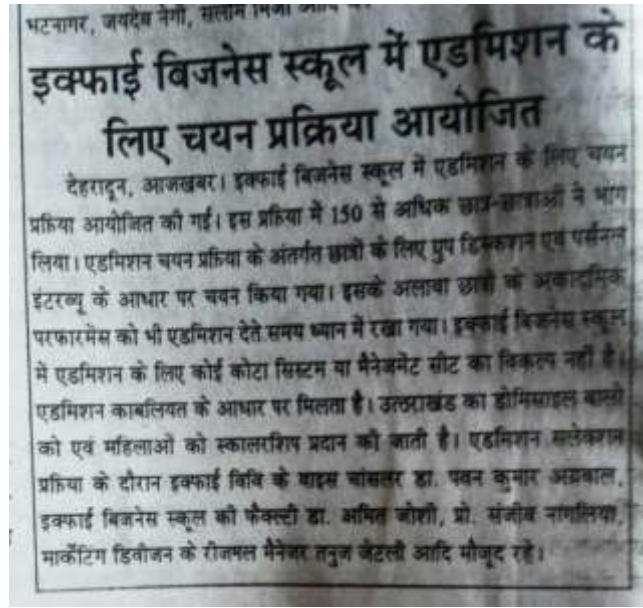 भटनागर, जयदेव नेगी, सलीम मिर्जा आदि
इक्फाई बिजनेस स्कूल में एडमिशन के
लिए चयन प्रक्रिया आयोजित
देहरादून, आजखबर। इक्फाई बिजनेस स्कूल में एडमिशन के लिए चयन
प्रक्रिया आयोजित की गई। इस प्रक्रिया में 150 से अधिक छात्र-छात्राओं ने भाग
लिया। एडमिशन चयन प्रक्रिया के अंतर्गत छात्रों के लिए ग्रुप डिस्कशन एवं पर्सनल
इंटरव्यू के आधार पर चयन किया गया। इसके अलावा छात्रों के अकादमिक
परफारमेंस को भी एडमिशन देते समय ध्यान में रखा गया। इक्फाई बिजनेस स्कूल
में एडमिशन के लिए कोई कोटा सिस्टम या मैनेजमेंट सीट का विकल्प नहीं है।
एडमिशन काबलियत के आधार पर मिलता है। उत्तराखंड का डोमिसाइल वालो
को एवं महिलाओं को स्कालरशिप प्रदान की जाती है। एडमिशन सलेक्शन
प्रक्रिया के दौरान इक्फाई विवि के वाइस चांसलर डा. पवन कुमार अग्रवाल,
इक्फाई बिजनेस स्कूल की फैक्ल्टी डा. अमित जोशी, प्रो. संजीव नांगलिया,
मार्केटिंग डिवीजन के रीजमल मैनेजर तनुज जेटली आदि मौजूद रहे।